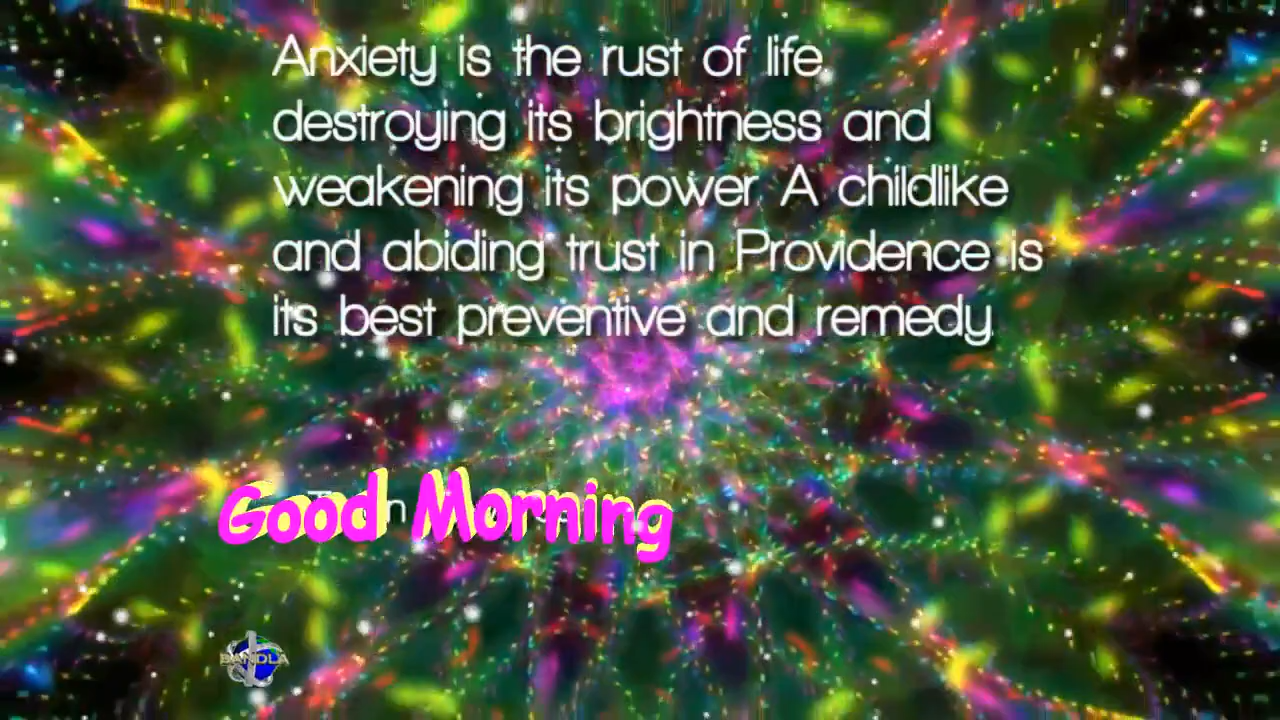 Anxiety is the rust of life,
destroying its brightness and
weakening its power. A childlike
and abiding trust in Providence is
its best preventive and remedy.
Good Morning
BANDLA